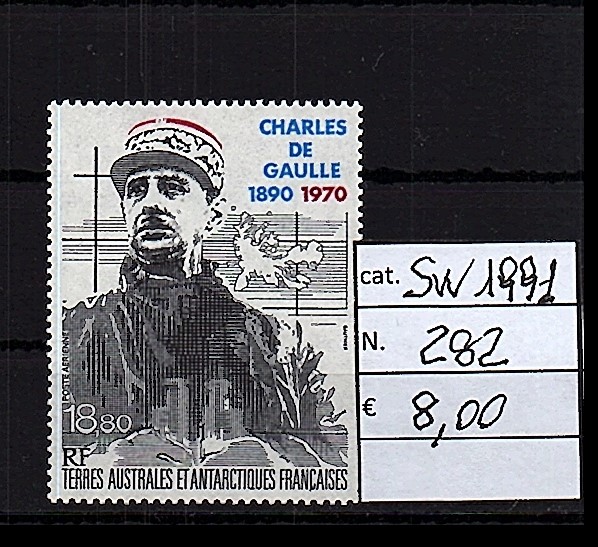 CHARLES
DE
GAULLE
1890 1970
POSTE AÉRIENNE
18,80
RF
TERRES AUSTRALES ET ANTARCTIQUES FRANÇAISES
cat. SW 1991
N. 282
€ 8,00